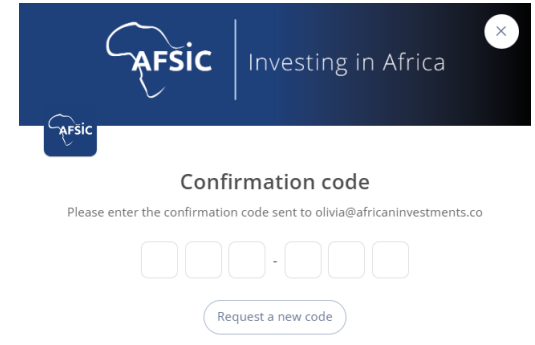 AFSIC
Investing in Africa
×
AFSIC
Confirmation code
Please enter the confirmation code sent to olivia@africaninvestments.co
-
Request a new code